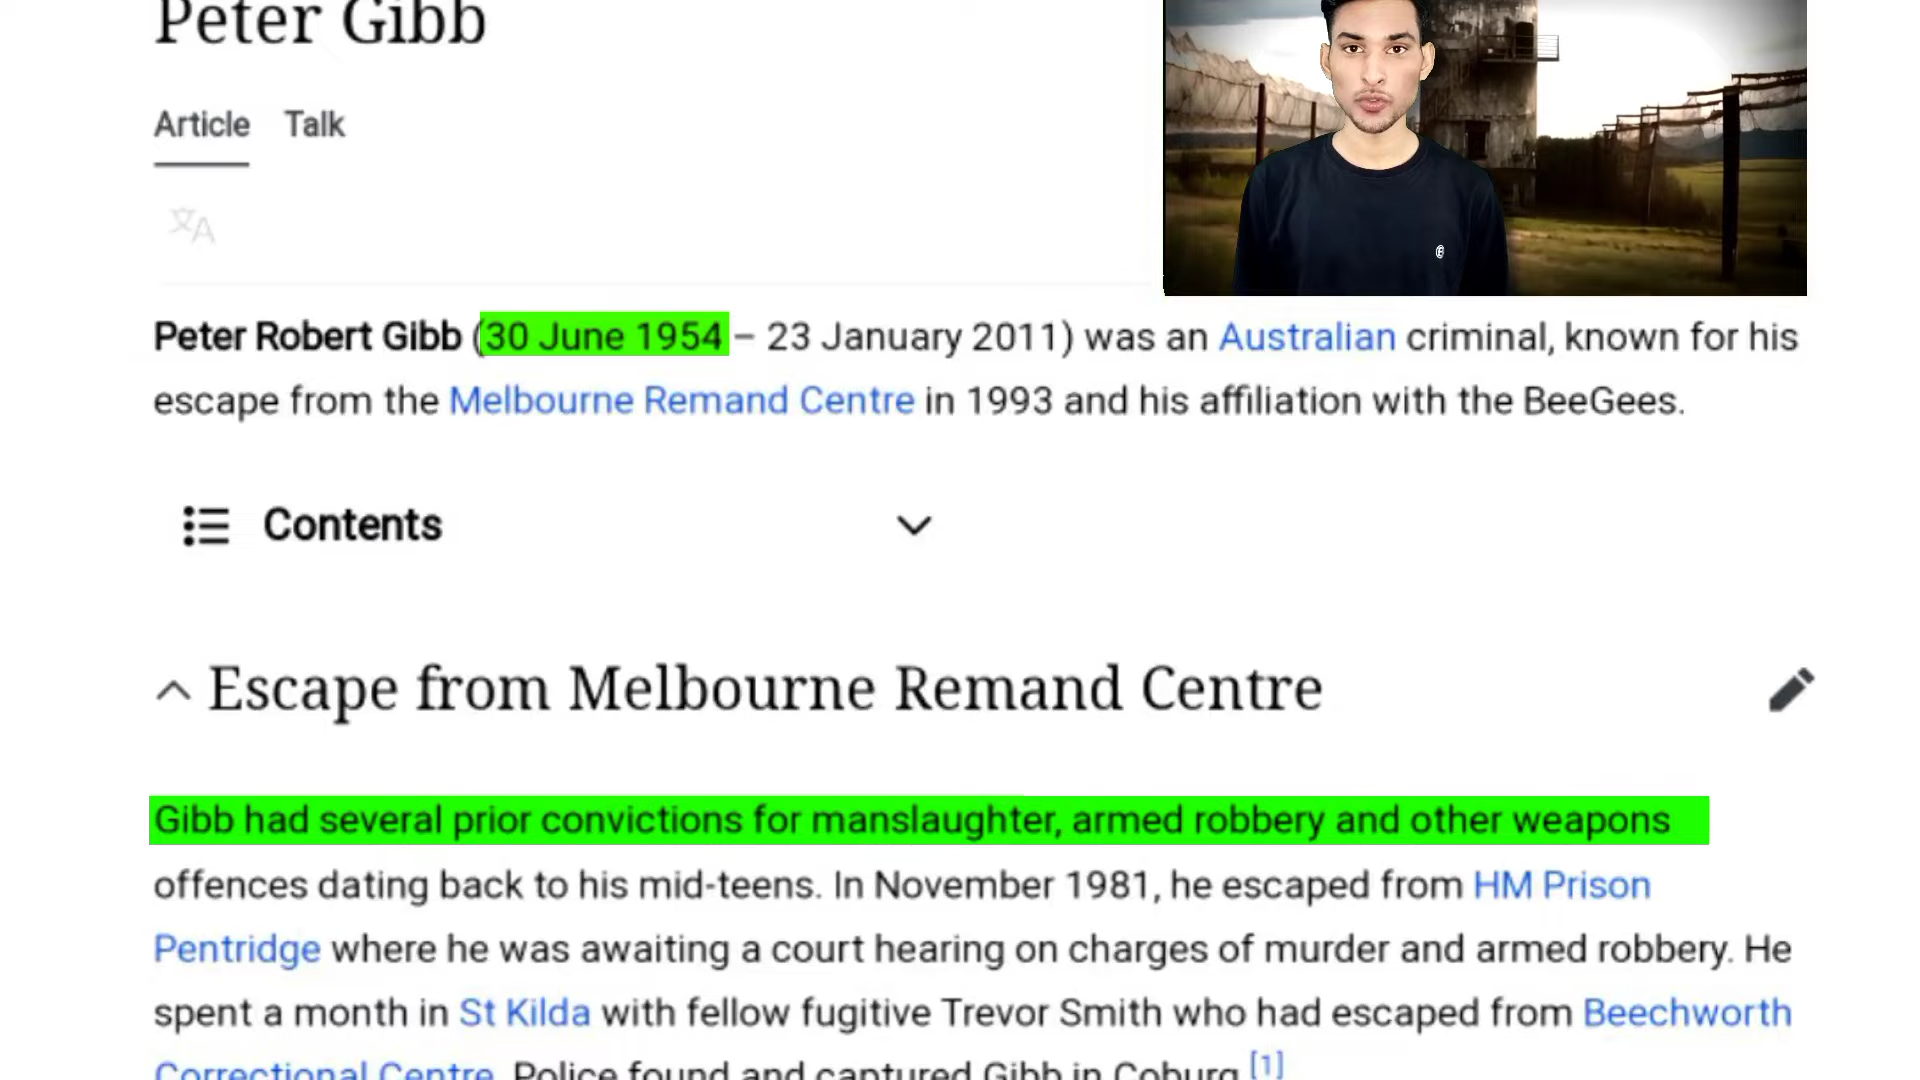 Peter Gibb
Article Talk
Peter Robert Gibb (30 June 1954 – 23 January 2011) was an Australian criminal, known for his
escape from the Melbourne Remand Centre in 1993 and his affiliation with the BeeGees.
Contents
Escape from Melbourne Remand Centre
Gibb had several prior convictions for manslaughter, armed robbery and other weapons
offences dating back to his mid-teens. In November 1981, he escaped from HM Prison
Pentridge where he was awaiting a court hearing on charges of murder and armed robbery. He
spent a month in St Kilda with fellow fugitive Trevor Smith who had escaped from Beechworth
Correctional Centre. Police found and captured Gibb in Coburg.[1]